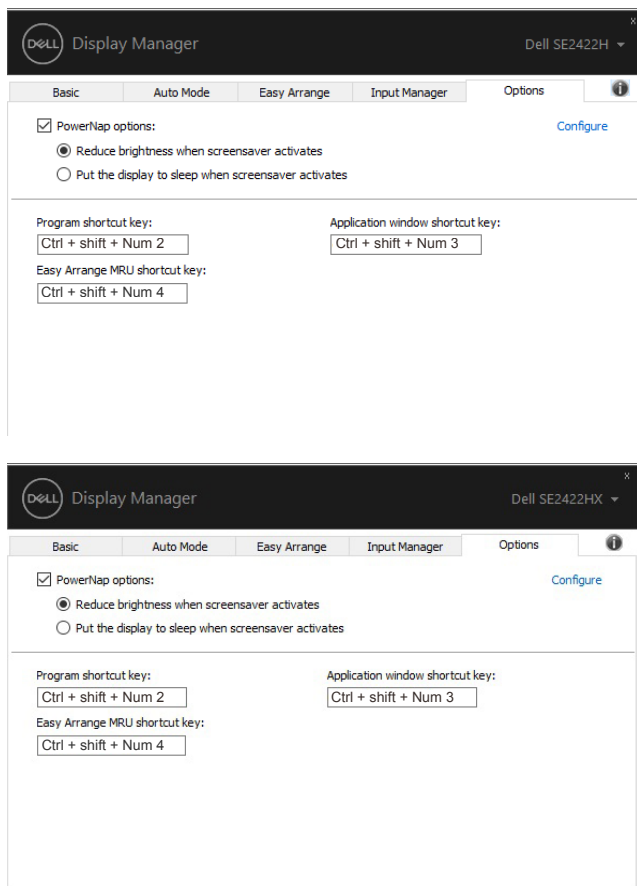 x
DELL Display Manager Dell SE2422H
Basic Auto Mode Easy Arrange Input Manager Options i
PowerNap options: Configure
Reduce brightness when screensaver activates
Put the display to sleep when screensaver activates
Program shortcut key: Application window shortcut key:
Ctrl + shift + Num 2 Ctrl + shift + Num 3
Easy Arrange MRU shortcut key:
Ctrl + shift + Num 4
x
DELL Display Manager Dell SE2422HX
Basic Auto Mode Easy Arrange Input Manager Options i
PowerNap options: Configure
Reduce brightness when screensaver activates
Put the display to sleep when screensaver activates
Program shortcut key: Application window shortcut key:
Ctrl + shift + Num 2 Ctrl + shift + Num 3
Easy Arrange MRU shortcut key:
Ctrl + shift + Num 4